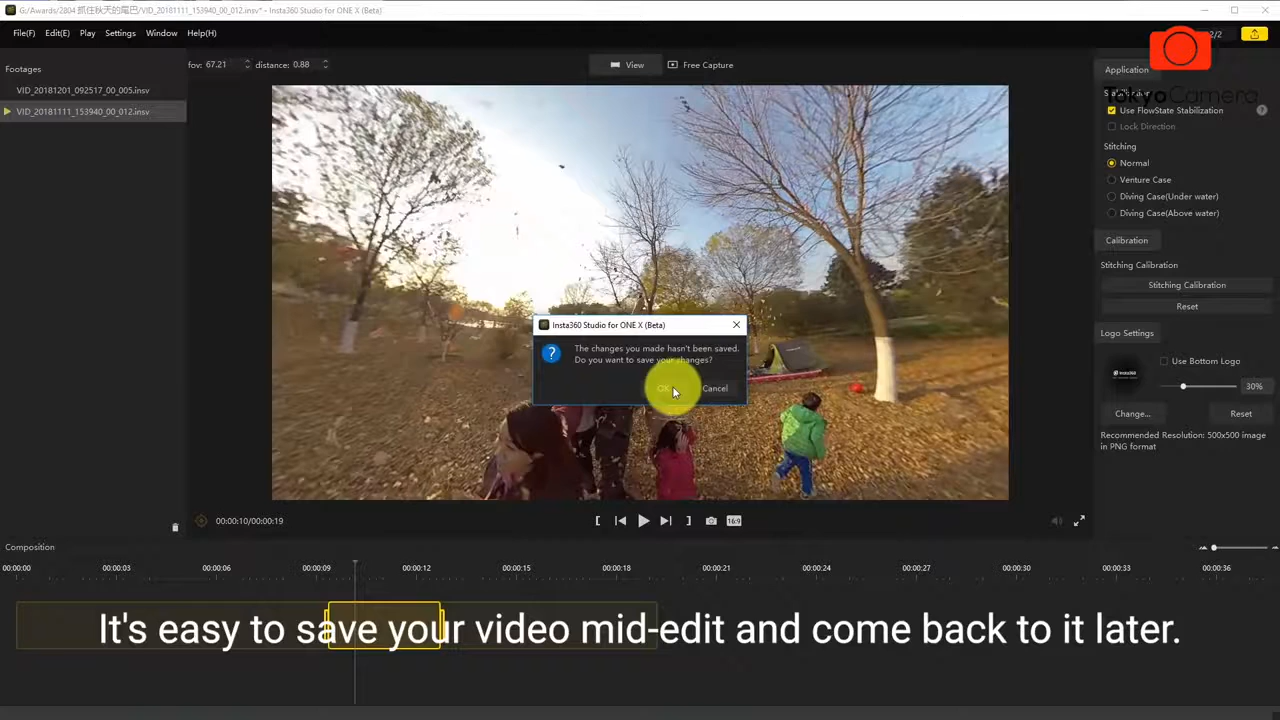 G:/Awards/2804 抓住秋天的尾巴/VID_20181111_153940_00_012.insv* - Insta360 Studio for ONE X (Beta)
File(F) Edit(E) Play Settings Window Help(H)
2/2
Footages
fov: 67.21 distance: 0.88 View Free Capture
VID_20181201_092517_00_005.insv
VID_20181111_153940_00_012.insv
Application
TokyoCamera
Use FlowState Stabilization ?
Lock Direction
Stitching
Normal
Venture Case
Diving Case(Under water)
Diving Case(Above water)
Calibration
Stitching Calibration
Stitching Calibration
Reset
Logo Settings
Insta360
Use Bottom Logo
30%
Change... Reset
Recommended Resolution: 500x500 image
in PNG format
Insta360 Studio for ONE X (Beta)
The changes you made hasn't been saved.
Do you want to save your changes?
OK Cancel
00:00:10/00:00:19
16:9
Composition
00:00:00 00:00:03 00:00:06 00:00:09 00:00:12 00:00:15 00:00:18 00:00:21 00:00:24 00:00:27 00:00:30 00:00:33 00:00:36
It's easy to save your video mid-edit and come back to it later.